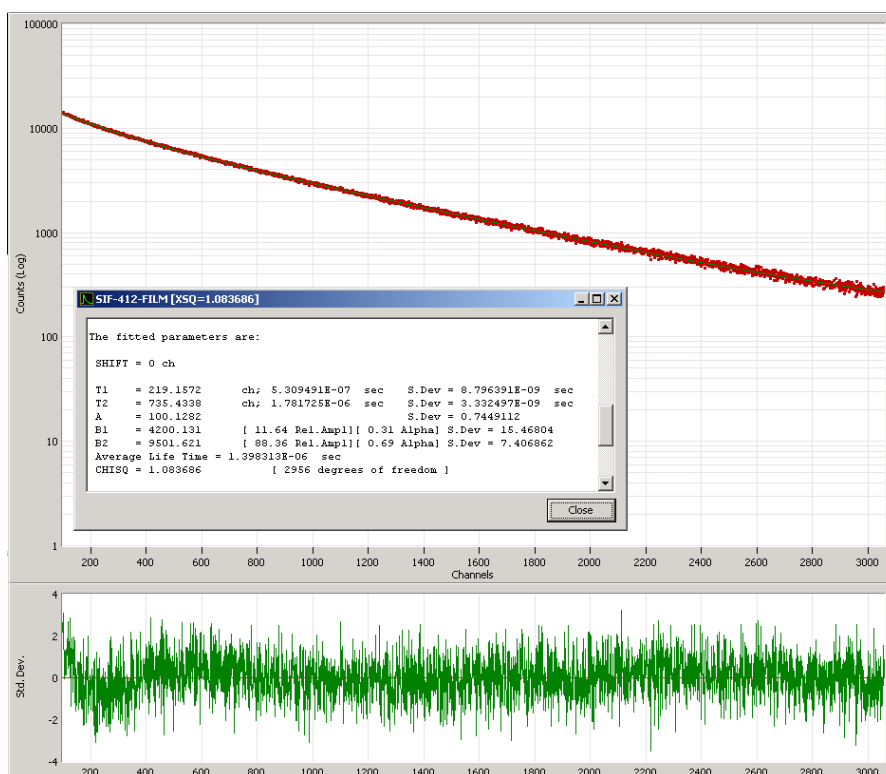 100000
10000
1000
100
10
1
Counts (Log)
SIF-412-FILM [XSQ=1.083686]
The fitted parameters are:
SHIFT = 0 ch
T1 = 219.1572 ch; 5.309491E-07 sec S.Dev = 8.796391E-09 sec
T2 = 735.4338 ch; 1.781725E-06 sec S.Dev = 3.332497E-09 sec
A = 100.1282 S.Dev = 0.7449112
B1 = 4200.131 [ 11.64 Rel.Ampl][ 0.31 Alpha] S.Dev = 15.46804
B2 = 9501.621 [ 88.36 Rel.Ampl][ 0.69 Alpha] S.Dev = 7.406862
Average Life Time = 1.398313E-06 sec
CHISQ = 1.083686 [ 2956 degrees of freedom ]
Close
200 400 600 800 1000 1200 1400 1600 1800 2000 2200 2400 2600 2800 3000
Channels
4
2
0
-2
-4
Std. Dev.
200 400 600 800 1000 1200 1400 1600 1800 2000 2200 2400 2600 2800 3000